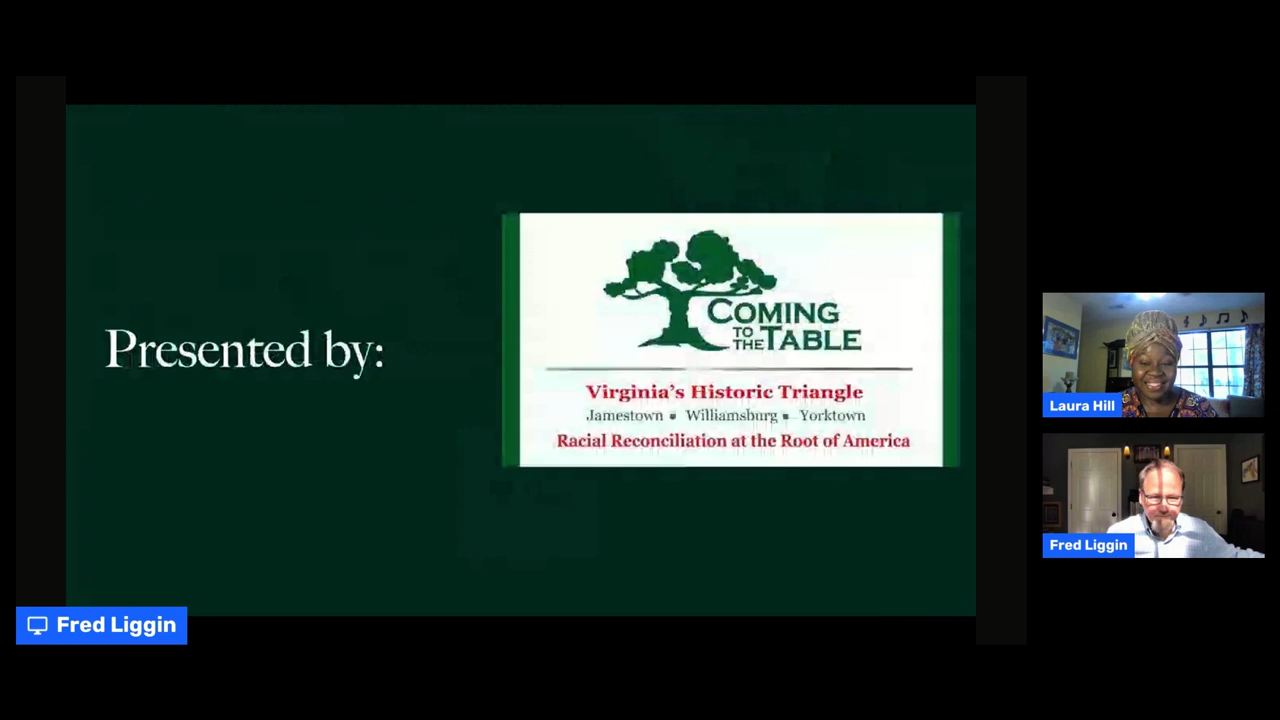 Presented by:
COMING
TO
THE TABLE
Virginia's Historic Triangle
Jamestown ▪ Williamsburg ▪ Yorktown
Racial Reconciliation at the Root of America
Laura Hill
Fred Liggin
Fred Liggin